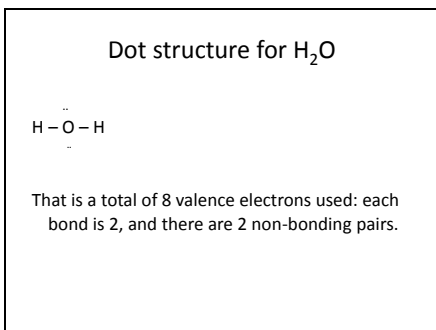 Dot structure for H₂O
..
H – O – H
..
That is a total of 8 valence electrons used: each
bond is 2, and there are 2 non-bonding pairs.